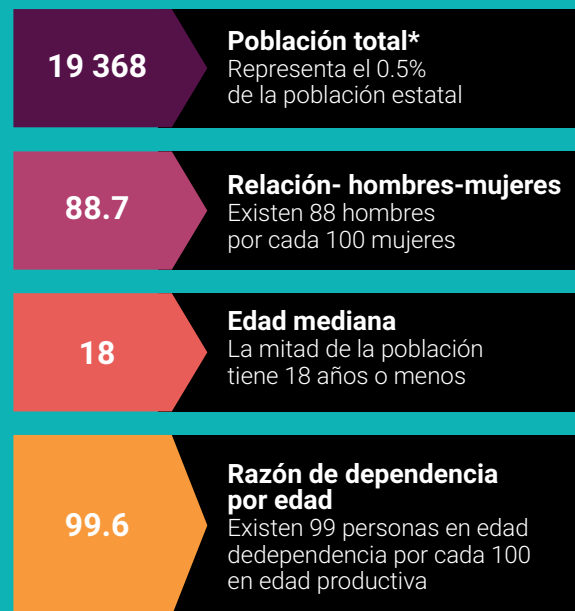 19 368
Población total*
Representa el 0.5%
de la población estatal
88.7
Relación- hombres-mujeres
Existen 88 hombres
por cada 100 mujeres
18
Edad mediana
La mitad de la población
tiene 18 años o menos
99.6
Razón de dependencia
por edad
Existen 99 personas en edad
dedependencia por cada 100
en edad productiva